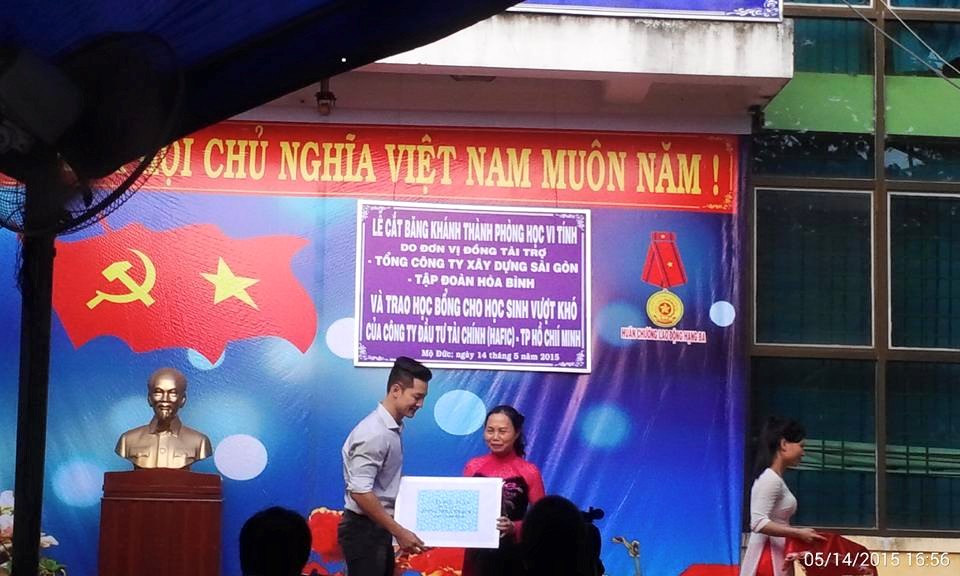 HỘI CHỦ NGHĨA VIỆT NAM MUÔN NĂM !
LỄ CẮT BĂNG KHÁNH THÀNH PHÒNG HỌC VI TÍNH
DO ĐƠN VỊ ĐỒNG TÀI TRỢ
- TỔNG CÔNG TY XÂY DỰNG SÀI GÒN
- TẬP ĐOÀN HÒA BÌNH
VÀ TRAO HỌC BỔNG CHO HỌC SINH VƯỢT KHÓ
CỦA CÔNG TY ĐẦU TƯ TÀI CHÍNH (HAFIC) - TP HỒ CHÍ MINH
Mộ Đức, ngày 14 tháng 5 năm 2015
HUÂN CHƯƠNG LAO ĐỘNG HẠNG BA
05/14/2015 16:56